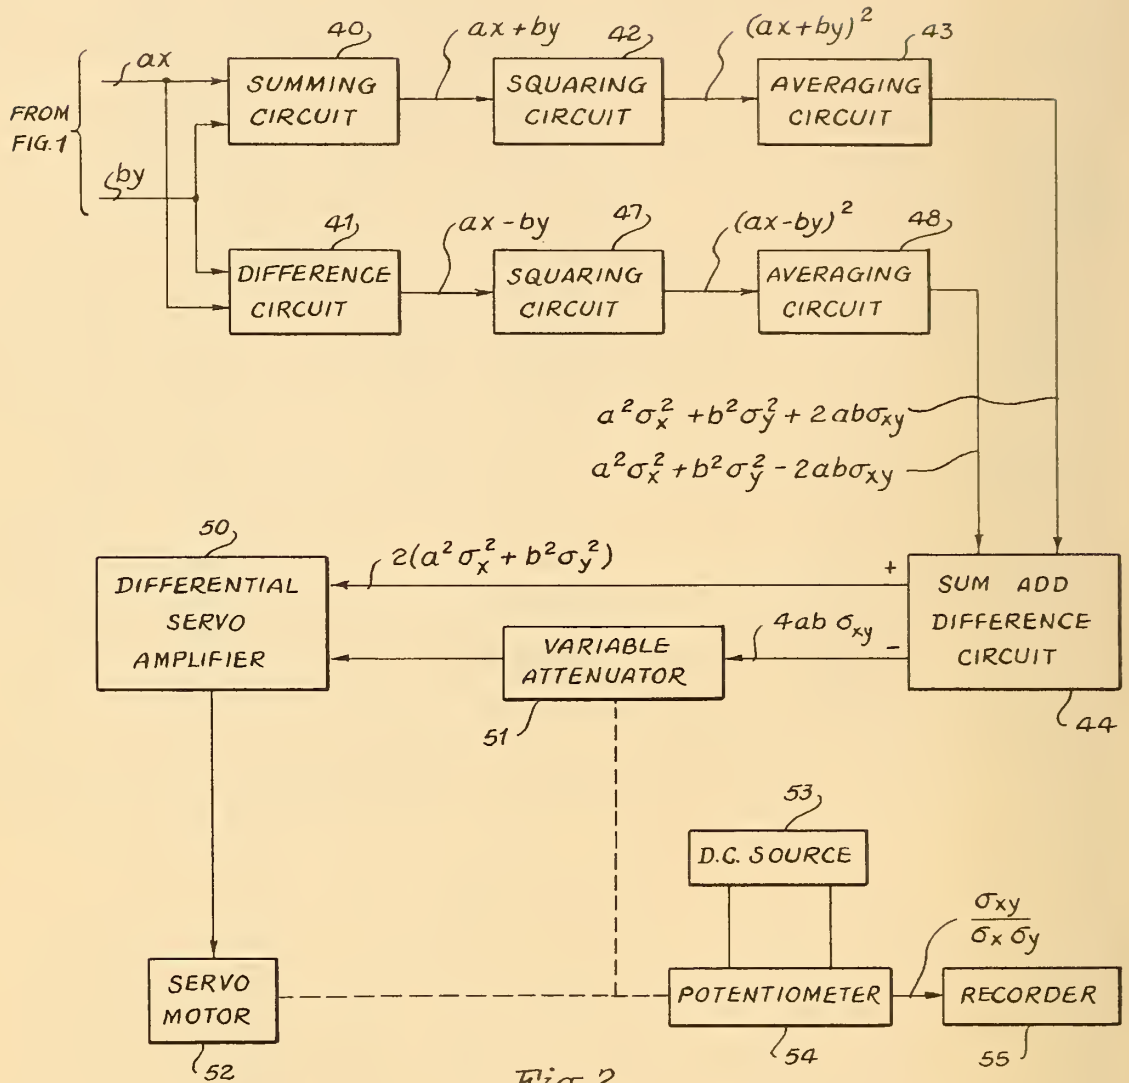 40
ax + by
42
(ax+by)²
43
ax
SUMMING
CIRCUIT
SQUARING
CIRCUIT
AVERAGING
CIRCUIT
FROM
FIG. 1
by
41
ax - by
47
(ax-by)²
48
DIFFERENCE
CIRCUIT
SQUARING
CIRCUIT
AVERAGING
CIRCUIT
a²σx² + b²σy² + 2abσxy
a²σx² + b²σy² - 2abσxy
50
2(a²σx² + b²σy²)
+
DIFFERENTIAL
SERVO
AMPLIFIER
SUM ADD
DIFFERENCE
CIRCUIT
4ab σxy
-
VARIABLE
ATTENUATOR
51
44
53
D.C. SOURCE
σxy
σx σy
SERVO
MOTOR
POTENTIOMETER
RECORDER
52
54
55
Fig. 2